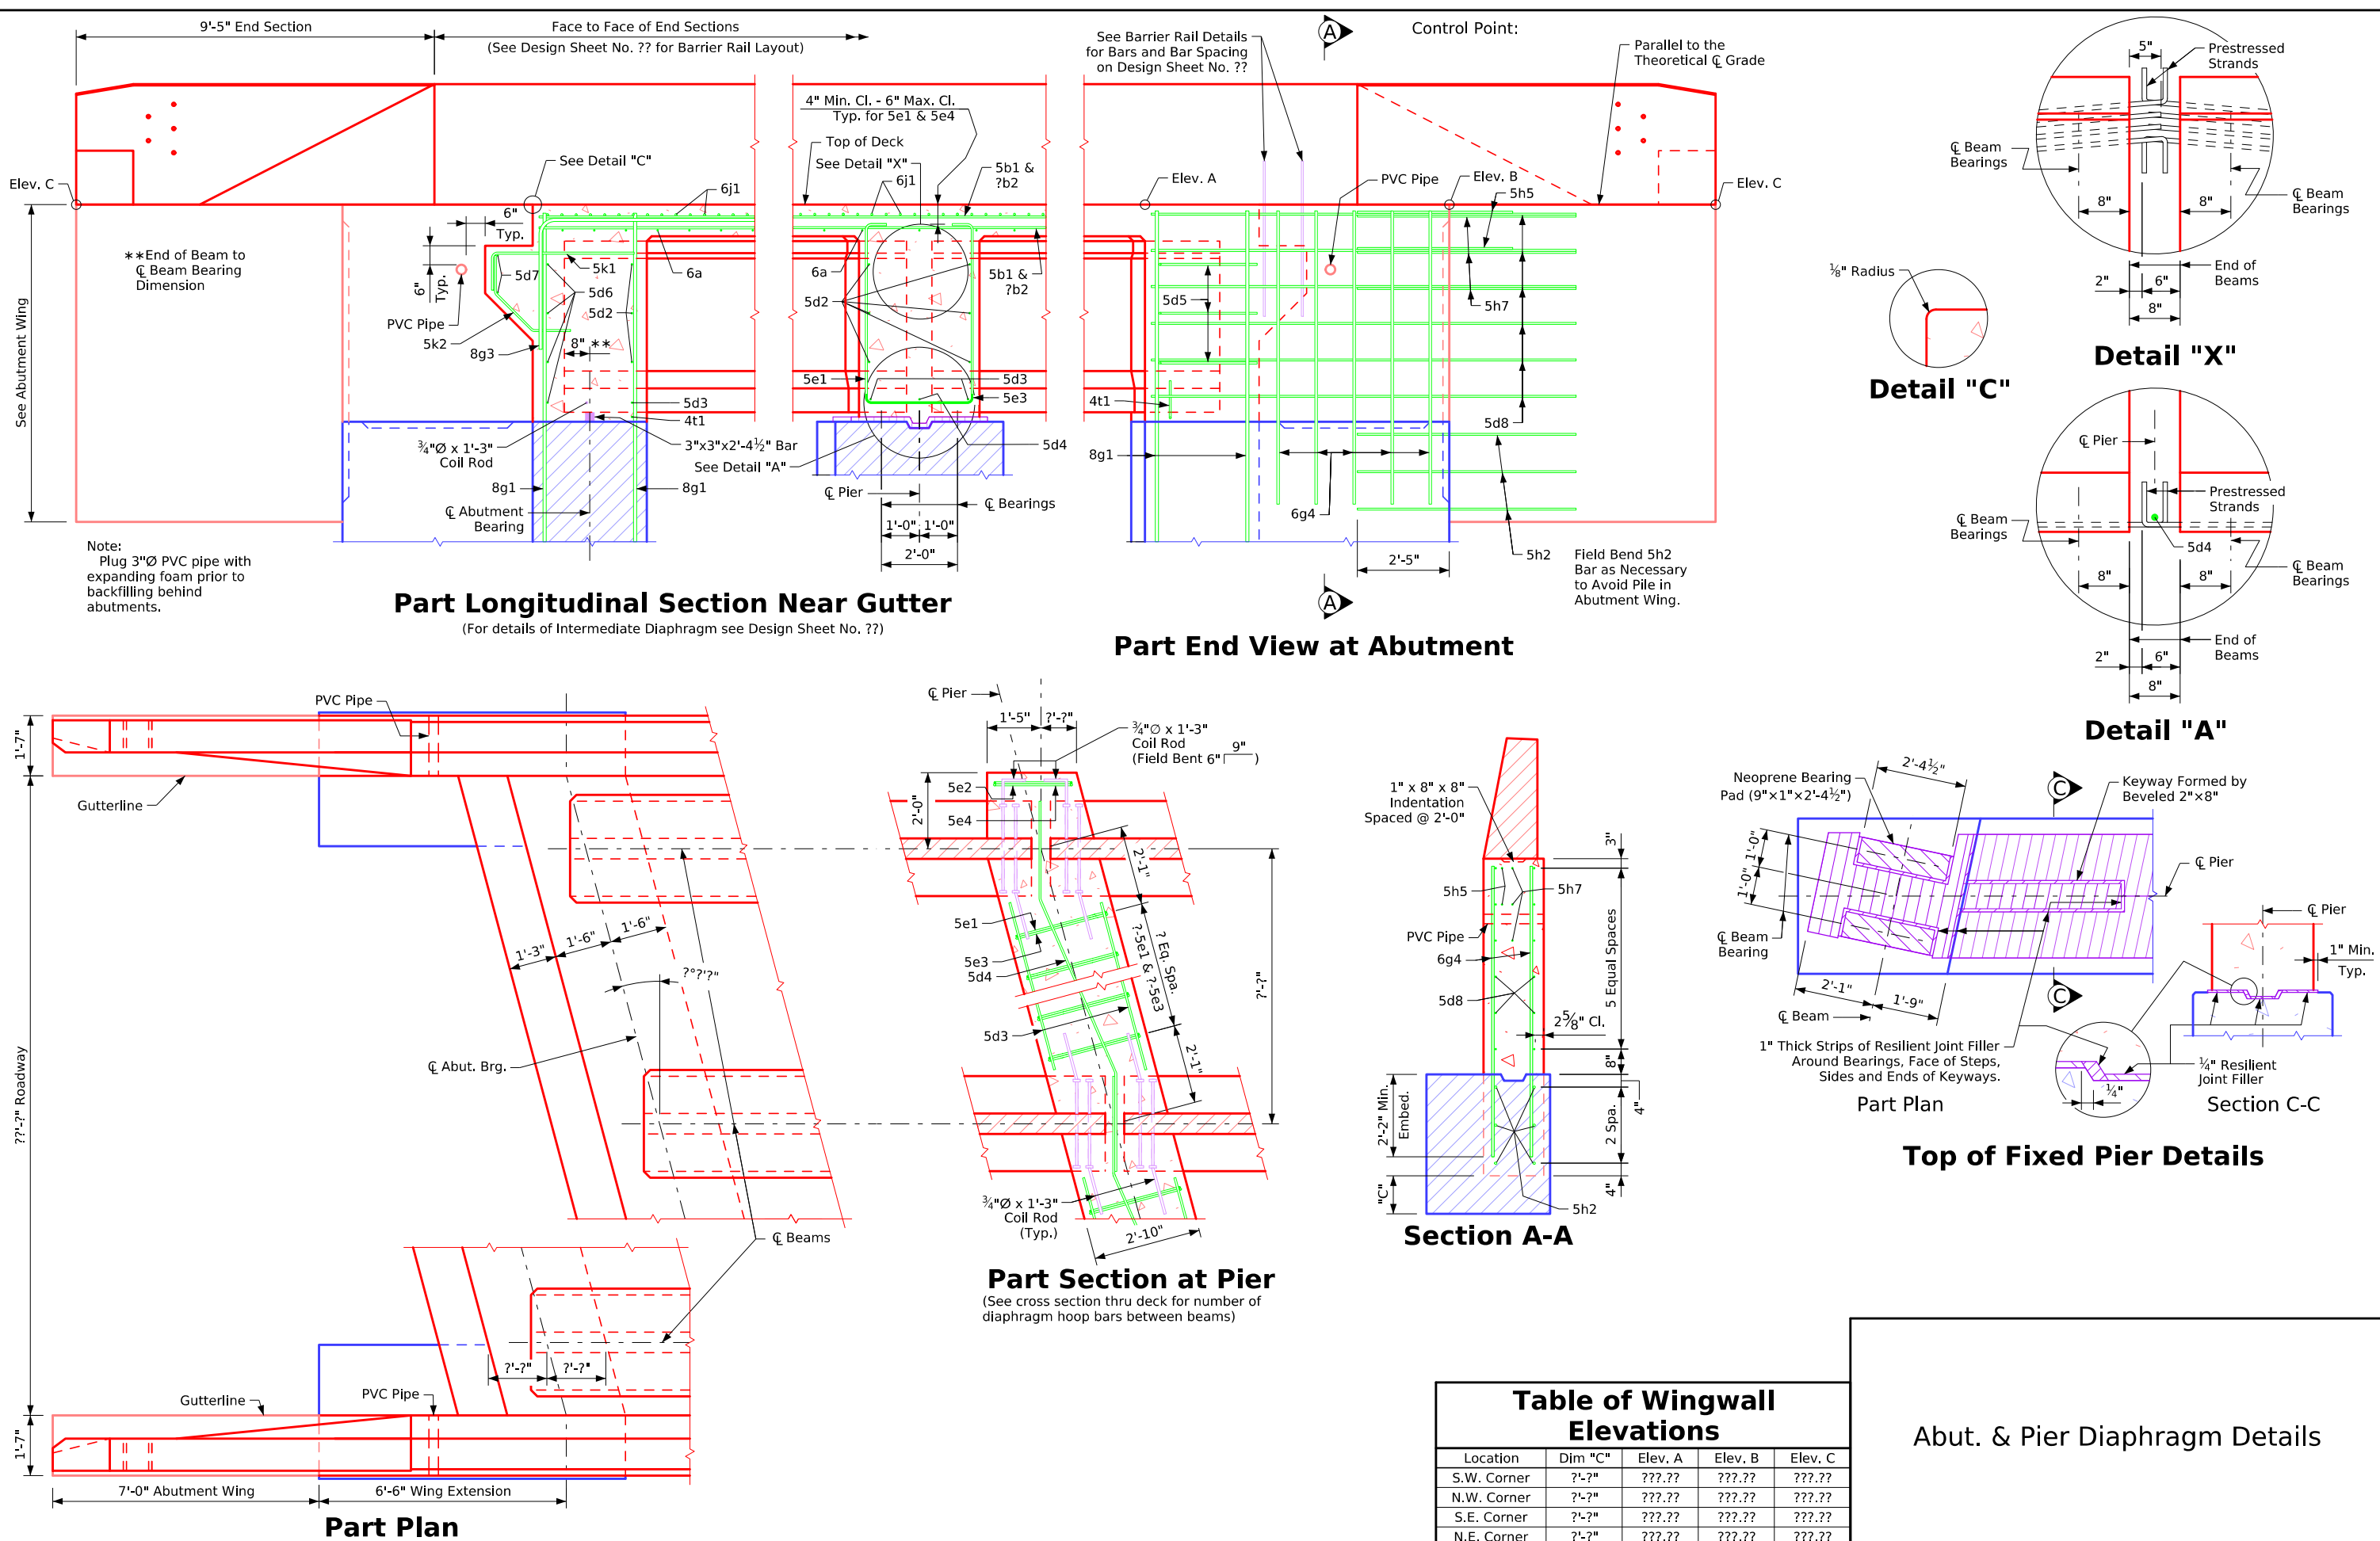 9'-5" End Section
Face to Face of End Sections
(See Design Sheet No. ?? for Barrier Rail Layout)
See Barrier Rail Details
for Bars and Bar Spacing
on Design Sheet No. ??
A
Control Point:
Parallel to the
Theoretical ℄ Grade
4" Min. Cl. - 6" Max. Cl.
Typ. for 5e1 & 5e4
Top of Deck
See Detail "X"
5b1 &
?b2
See Detail "C"
6j1
6j1
Elev. C
Elev. A
PVC Pipe
Elev. B
5h5
Elev. C
6"
Typ.
**End of Beam to
℄ Beam Bearing
Dimension
6"
Typ.
5d7
5k1
6a
6a
5b1 &
?b2
5d6
5d2
5d2
5d5
5h7
PVC Pipe
5k2
8g3
8" **
See Abutment Wing
5e1
5d3
5e3
5d3
4t1
4t1
5d8
¾"Ø x 1'-3"
Coil Rod
3"x3"x2'-4½" Bar
See Detail "A"
5d4
8g1
8g1
8g1
℄ Abutment
Bearing
℄ Pier
℄ Bearings
1'-0"
1'-0"
2'-0"
6g4
2'-5"
5h2
Field Bend 5h2
Bar as Necessary
to Avoid Pile in
Abutment Wing.
Note:
Plug 3"Ø PVC pipe with
expanding foam prior to
backfilling behind
abutments.
Part Longitudinal Section Near Gutter
(For details of Intermediate Diaphragm see Design Sheet No. ??)
A
Part End View at Abutment
5"
Prestressed
Strands
℄ Beam
Bearings
℄ Beam
Bearings
8"
8"
End of
Beams
2"
6"
8"
Detail "X"
⅛" Radius
Detail "C"
℄ Pier
Prestressed
Strands
℄ Beam
Bearings
5d4
℄ Beam
Bearings
8"
8"
End of
Beams
2"
6"
8"
Detail "A"
PVC Pipe
1'-7"
Gutterline
1'-3"
1'-6"
1'-6"
?°?'?"
℄ Abut. Brg.
??'-?" Roadway
℄ Beams
?'-?"
?'-?"
Gutterline
PVC Pipe
1'-7"
7'-0" Abutment Wing
6'-6" Wing Extension
Part Plan
℄ Pier
1'-5"
?'-?"
¾"∅ x 1'-3"
Coil Rod
(Field Bent 6" 9" )
5e2
2'-0"
5e4
2'-1"
5e1
5e3
5d4
? Eq. Spa.
?-5e1 & ?-5e3
?'-?"
5d3
2'-1"
¾"Ø x 1'-3"
Coil Rod
(Typ.)
2'-10"
Part Section at Pier
(See cross section thru deck for number of
diaphragm hoop bars between beams)
1" x 8" x 8"
Indentation
Spaced @ 2'-0"
3"
5h5
5h7
PVC Pipe
6g4
5 Equal Spaces
5d8
2⅝" Cl.
8"
2'-2" Min.
Embed.
4"
2 Spa.
"C"
4"
5h2
Section A-A
Neoprene Bearing
Pad (9"×1"×2'-4½")
2'-4½"
C
Keyway Formed by
Beveled 2"×8"
1'-0"
1'-0"
℄ Pier
℄ Beam
Bearing
℄ Pier
1" Min.
Typ.
2'-1"
1'-9"
C
℄ Beam
1" Thick Strips of Resilient Joint Filler
Around Bearings, Face of Steps,
Sides and Ends of Keyways.
¼"
¼" Resilient
Joint Filler
Part Plan
Section C-C
Top of Fixed Pier Details
Table of Wingwall
Elevations
Location Dim "C" Elev. A Elev. B Elev. C
S.W. Corner ?'-?" ???.?? ???.?? ???.??
N.W. Corner ?'-?" ???.?? ???.?? ???.??
S.E. Corner ?'-?" ???.?? ???.?? ???.??
N.E. Corner ?'-?" ???.?? ???.?? ???.??
Abut. & Pier Diaphragm Details